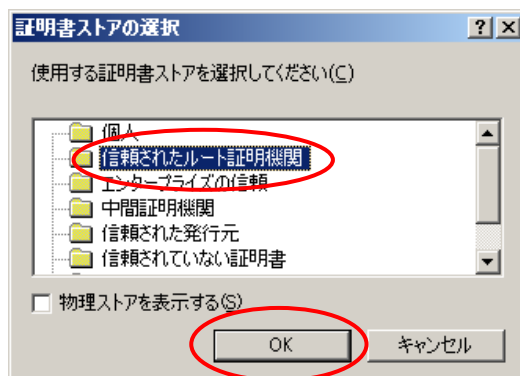 証明書ストアの選択
使用する証明書ストアを選択してください(C)
個人
信頼されたルート証明機関
エンタープライズの信頼
中間証明機関
信頼された発行元
信頼されていない証明書
物理ストアを表示する(S)
OK
キャンセル